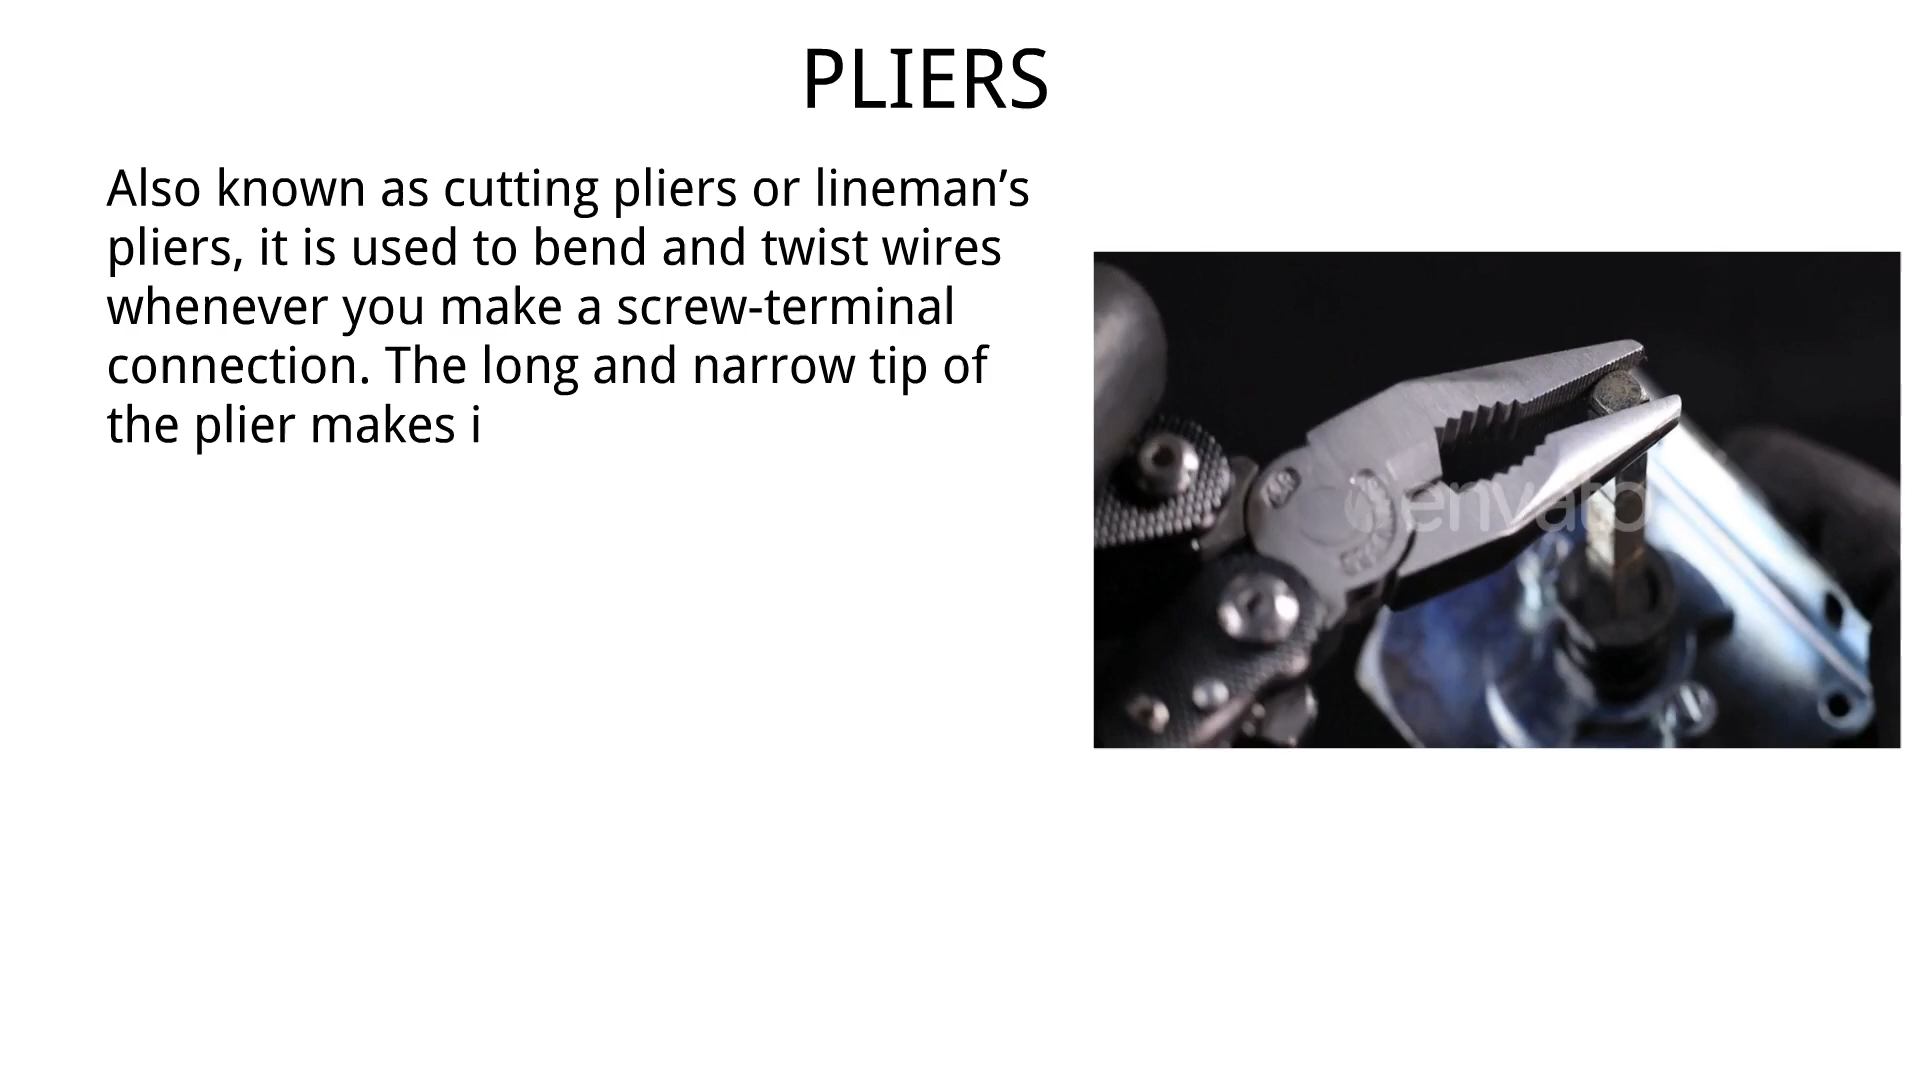 PLIERS
Also known as cutting pliers or lineman’s
pliers, it is used to bend and twist wires
whenever you make a screw-terminal
connection. The long and narrow tip of
the plier makes i
envato